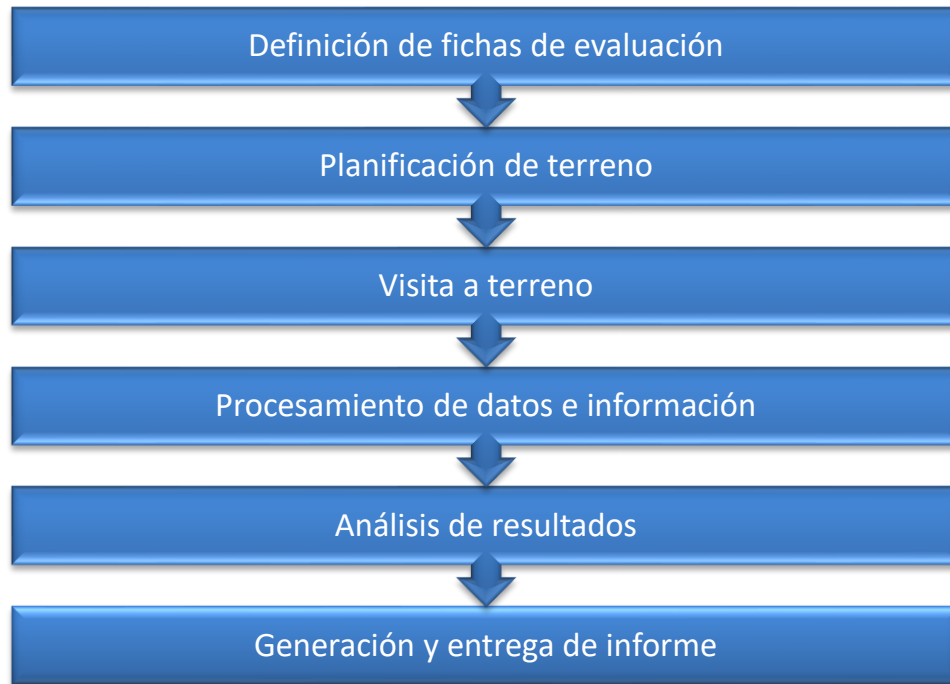 Definición de fichas de evaluación
Planificación de terreno
Visita a terreno
Procesamiento de datos e información
Análisis de resultados
Generación y entrega de informe